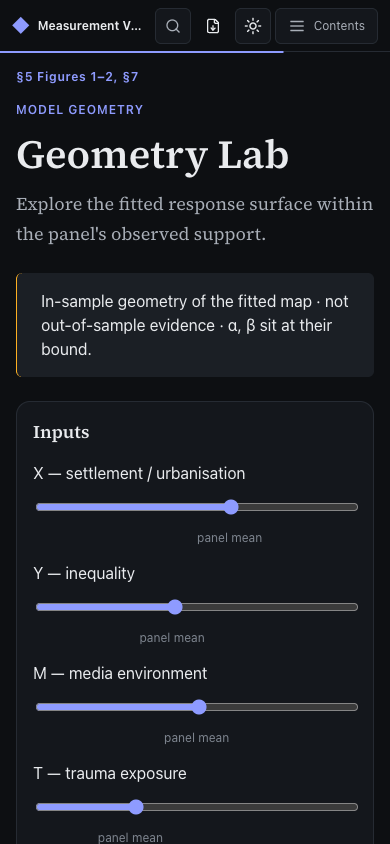 Measurement V...
Contents
§5 Figures 1–2, §7
MODEL GEOMETRY
Geometry Lab
Explore the fitted response surface within
the panel's observed support.
In-sample geometry of the fitted map · not
out-of-sample evidence · α, β sit at their
bound.
Inputs
X — settlement / urbanisation
panel mean
Y — inequality
panel mean
M — media environment
panel mean
T — trauma exposure
panel mean